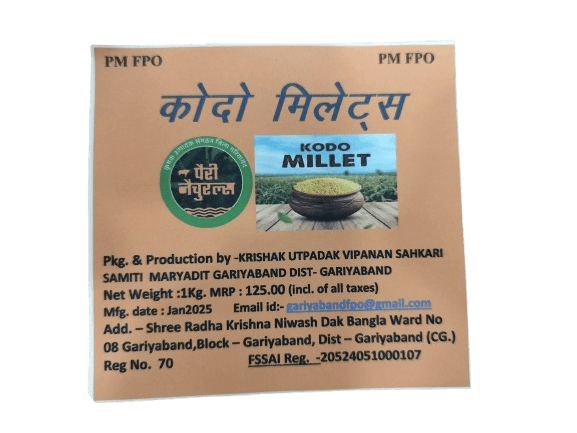 PM FPO PM FPO
कोदो मिलेट्स
पैरी
नैचुरल्स
KODO
MILLET
Pkg. & Production by -KRISHAK UTPADAK VIPANAN SAHKARI
SAMITI MARYADIT GARIYABAND DIST- GARIYABAND
Net Weight :1Kg. MRP : 125.00 (incl. of all taxes)
Mfg. date : Jan2025 Email id:- gariyabandfpo@gmail.com
Add. – Shree Radha Krishna Niwash Dak Bangla Ward No
08 Gariyaband,Block – Gariyaband, Dist – Gariyaband (CG.)
Reg No. 70 FSSAI Reg. -20524051000107